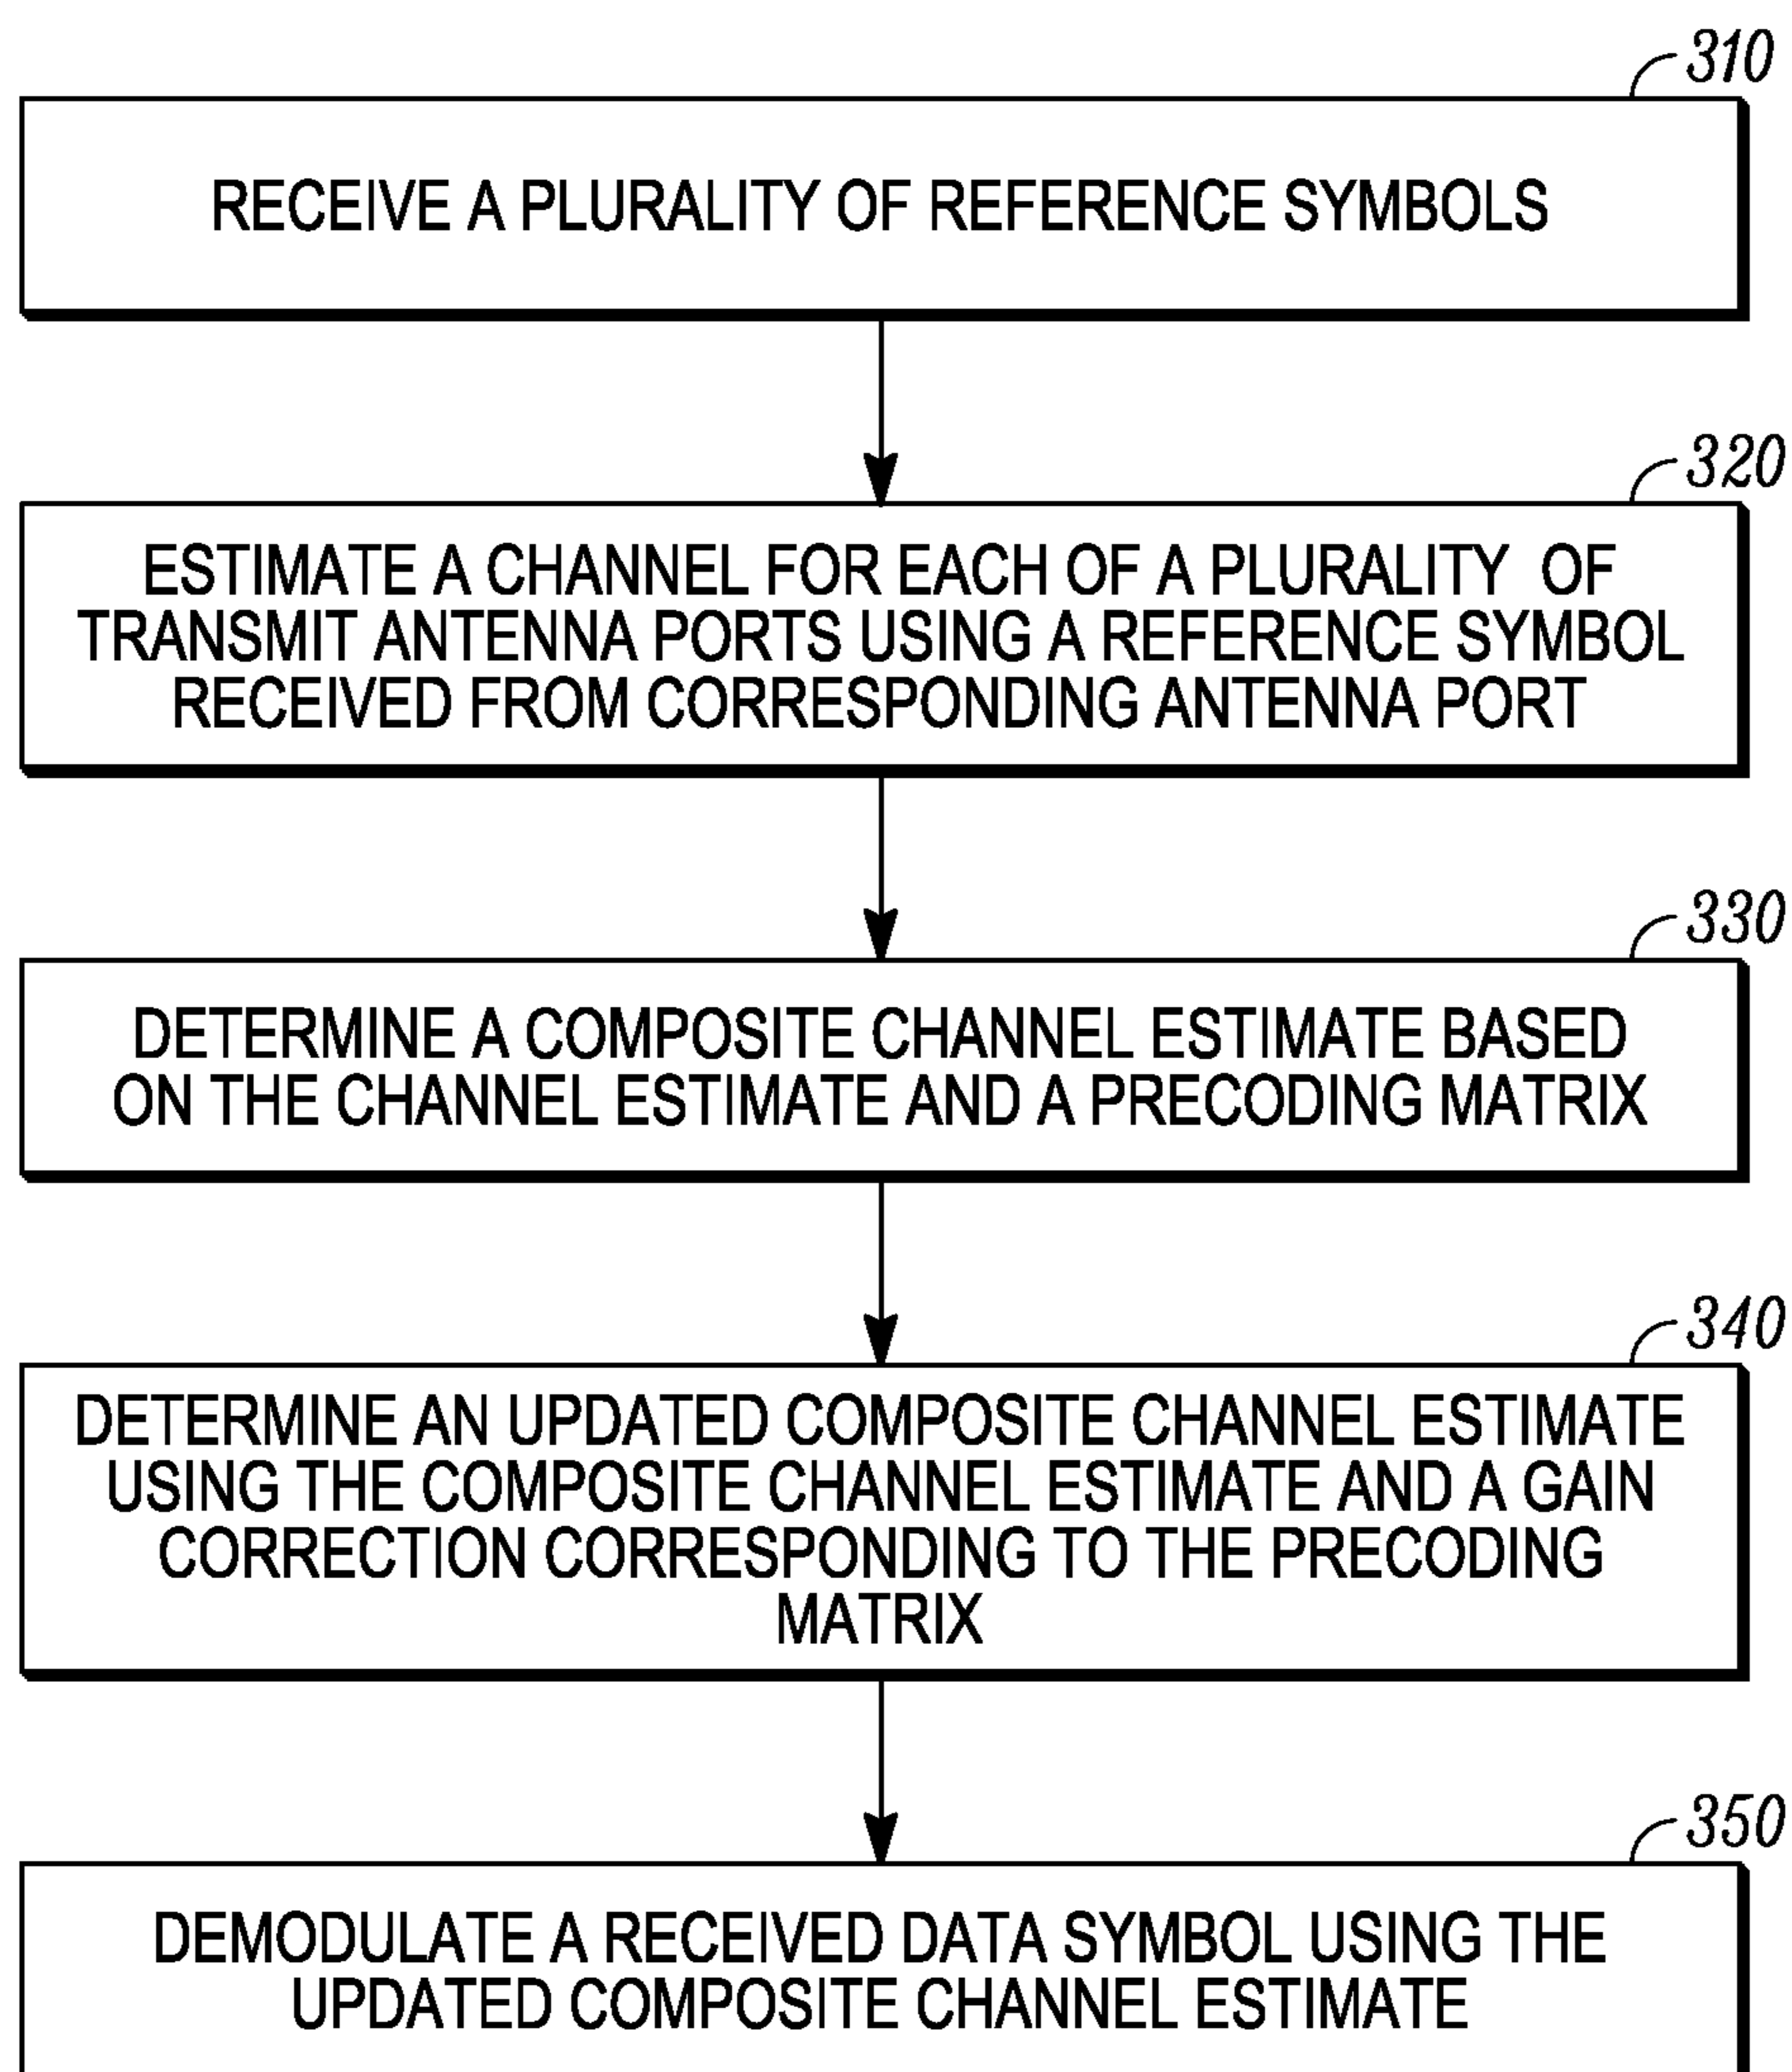 310
RECEIVE A PLURALITY OF REFERENCE SYMBOLS
320
ESTIMATE A CHANNEL FOR EACH OF A PLURALITY OF
TRANSMIT ANTENNA PORTS USING A REFERENCE SYMBOL
RECEIVED FROM CORRESPONDING ANTENNA PORT
330
DETERMINE A COMPOSITE CHANNEL ESTIMATE BASED
ON THE CHANNEL ESTIMATE AND A PRECODING MATRIX
340
DETERMINE AN UPDATED COMPOSITE CHANNEL ESTIMATE
USING THE COMPOSITE CHANNEL ESTIMATE AND A GAIN
CORRECTION CORRESPONDING TO THE PRECODING
MATRIX
350
DEMODULATE A RECEIVED DATA SYMBOL USING THE
UPDATED COMPOSITE CHANNEL ESTIMATE